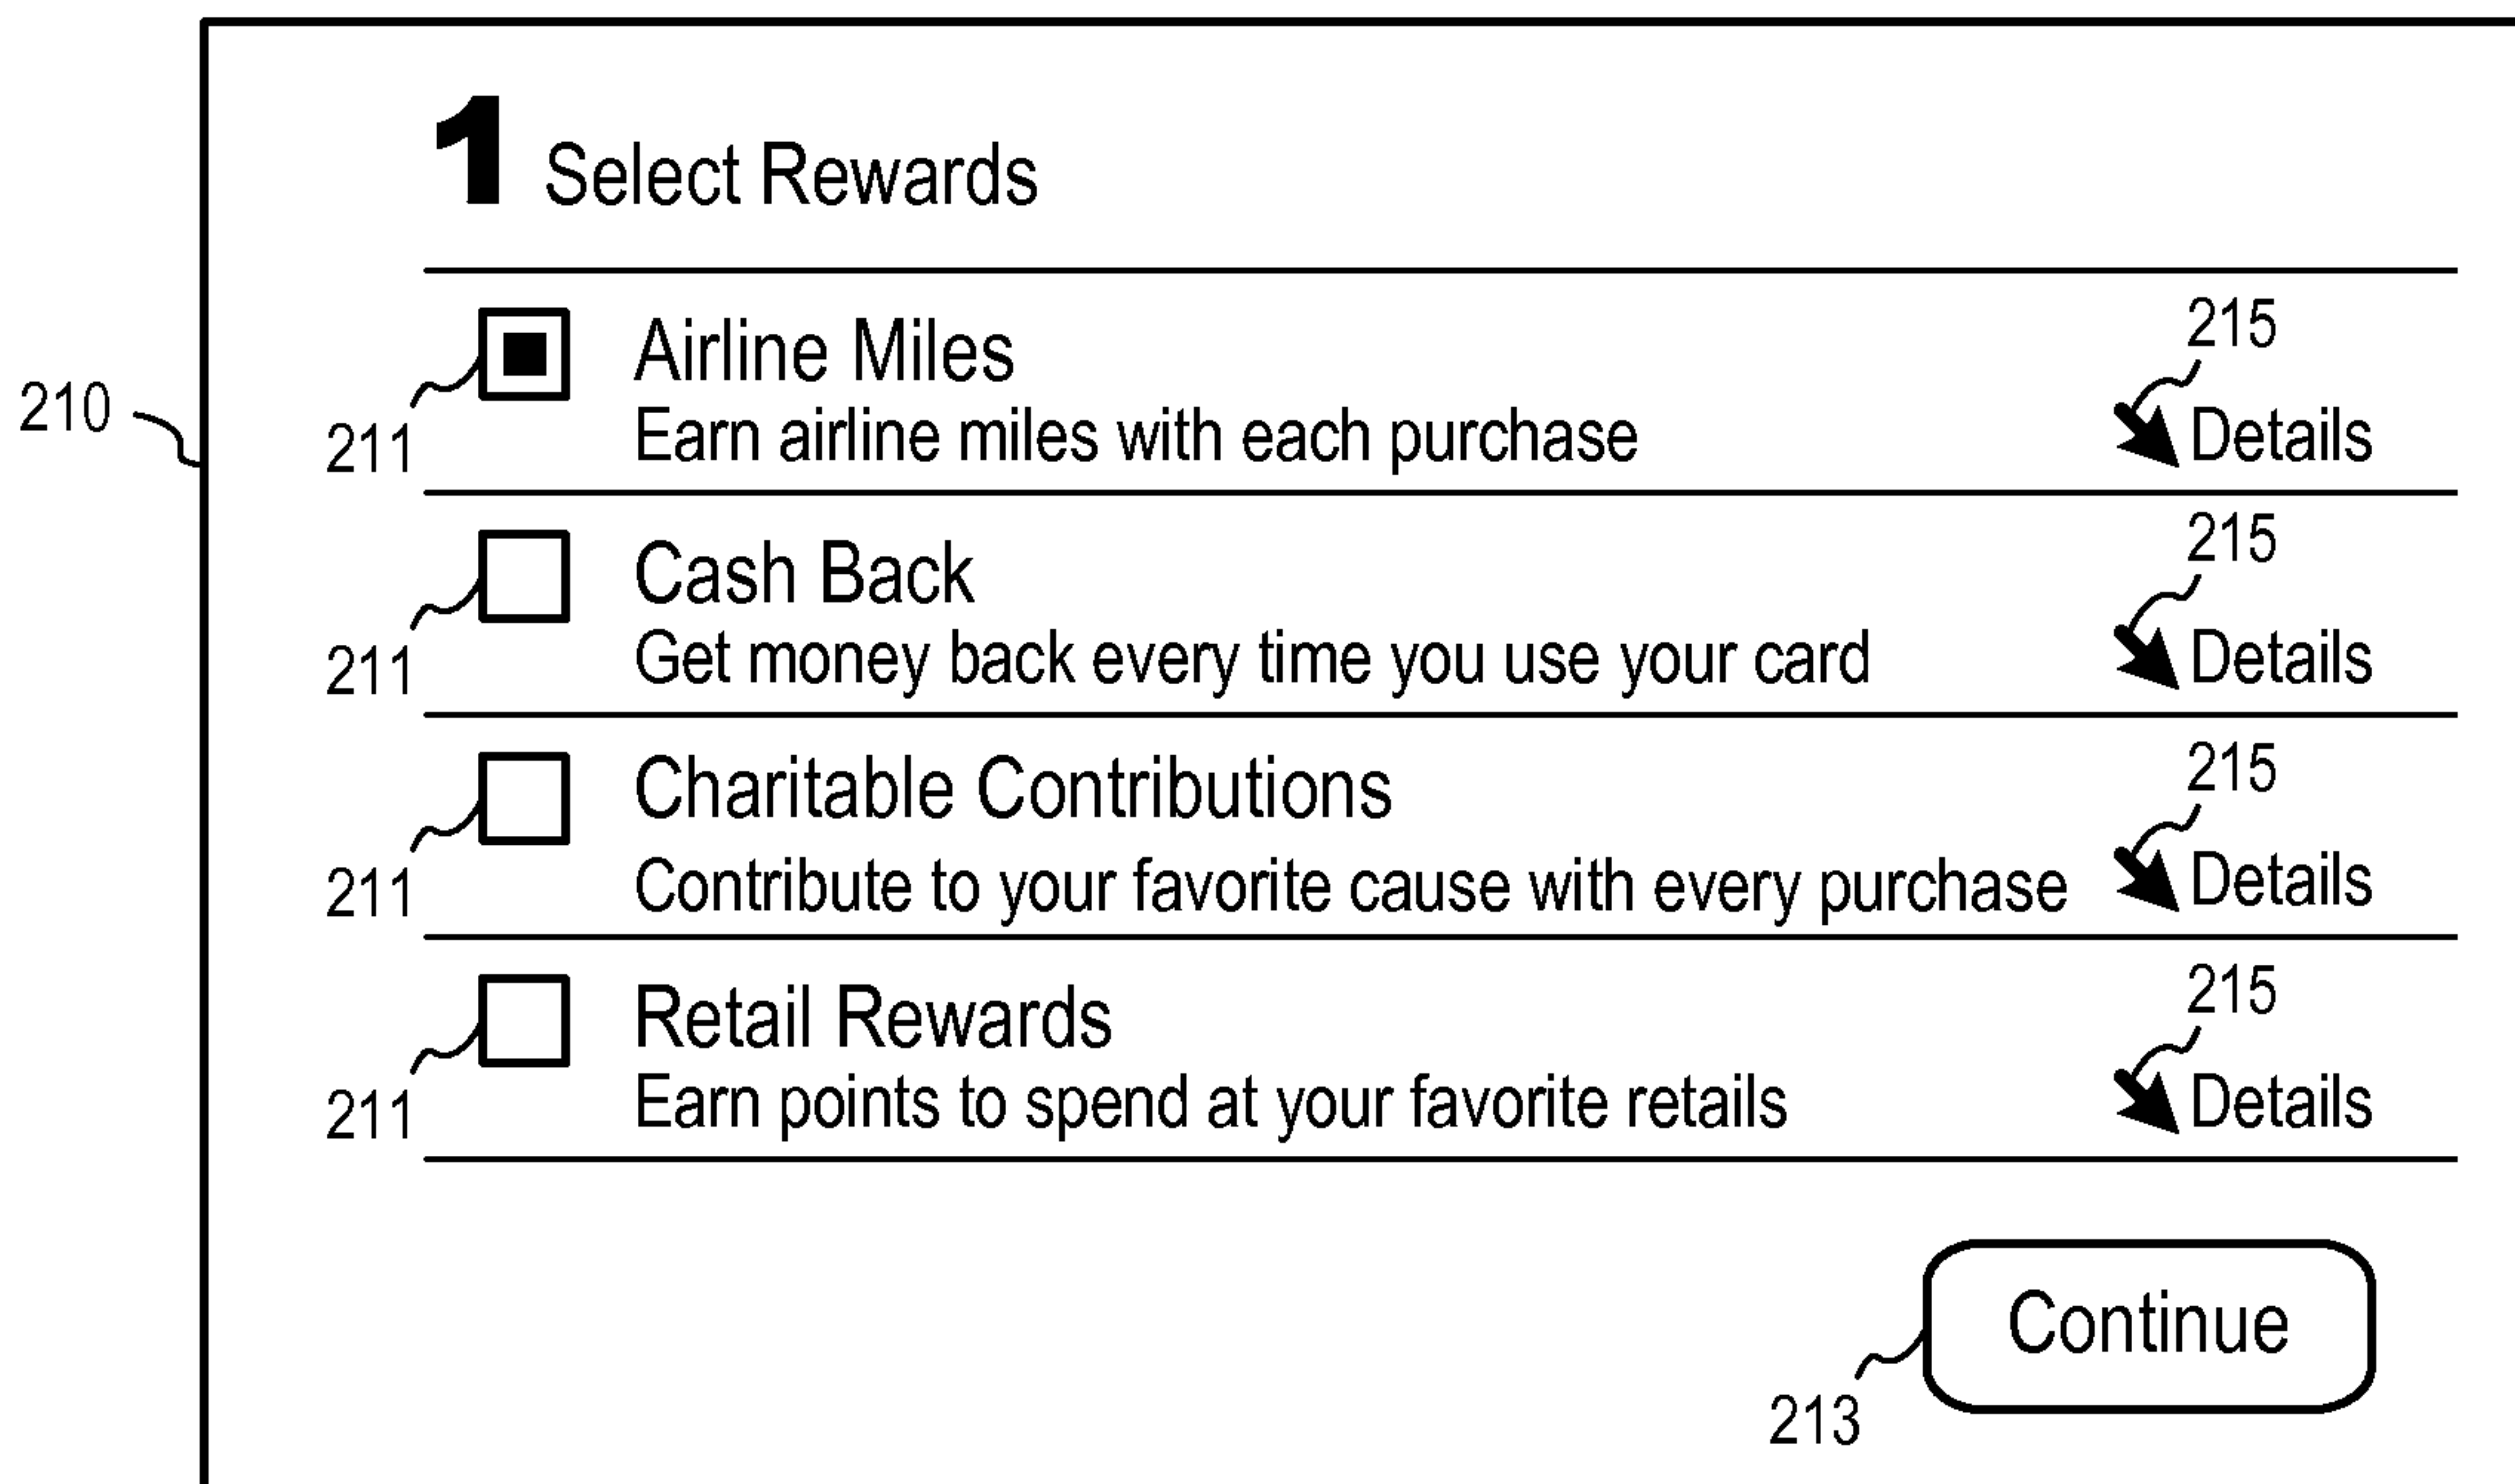 1 Select Rewards
215
Airline Miles
210
211
Earn airline miles with each purchase Details
215
Cash Back
211
Get money back every time you use your card Details
215
Charitable Contributions
211
Contribute to your favorite cause with every purchase Details
215
Retail Rewards
211
Earn points to spend at your favorite retails Details
Continue
213